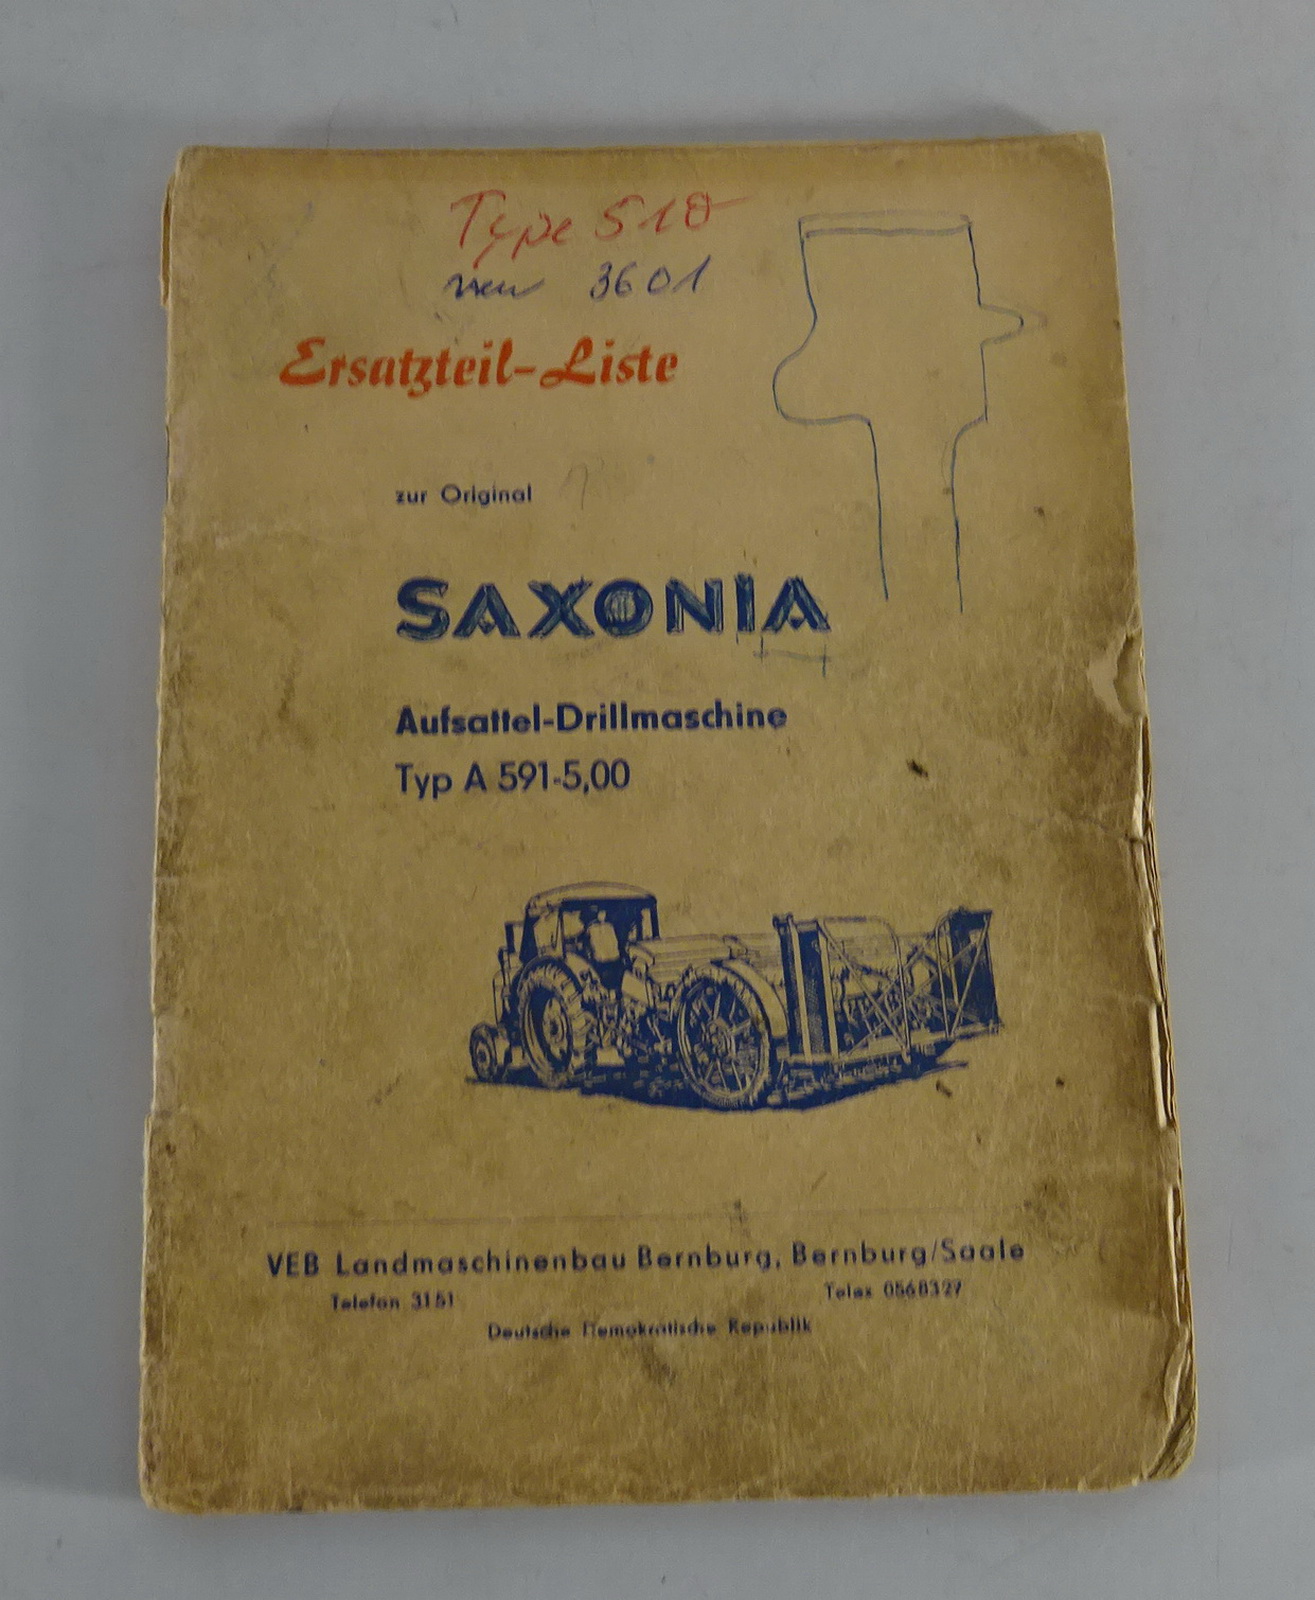 Type 510
neu 3601
Ersatzteil-Liste
zur Original
SAXONIA
Aufsattel-Drillmaschine
Typ A 591-5,00
VEB Landmaschinenbau Bernburg, Bernburg/Saale
Telefon 3151 Telex 0568327
Deutsche Demokratische Republik